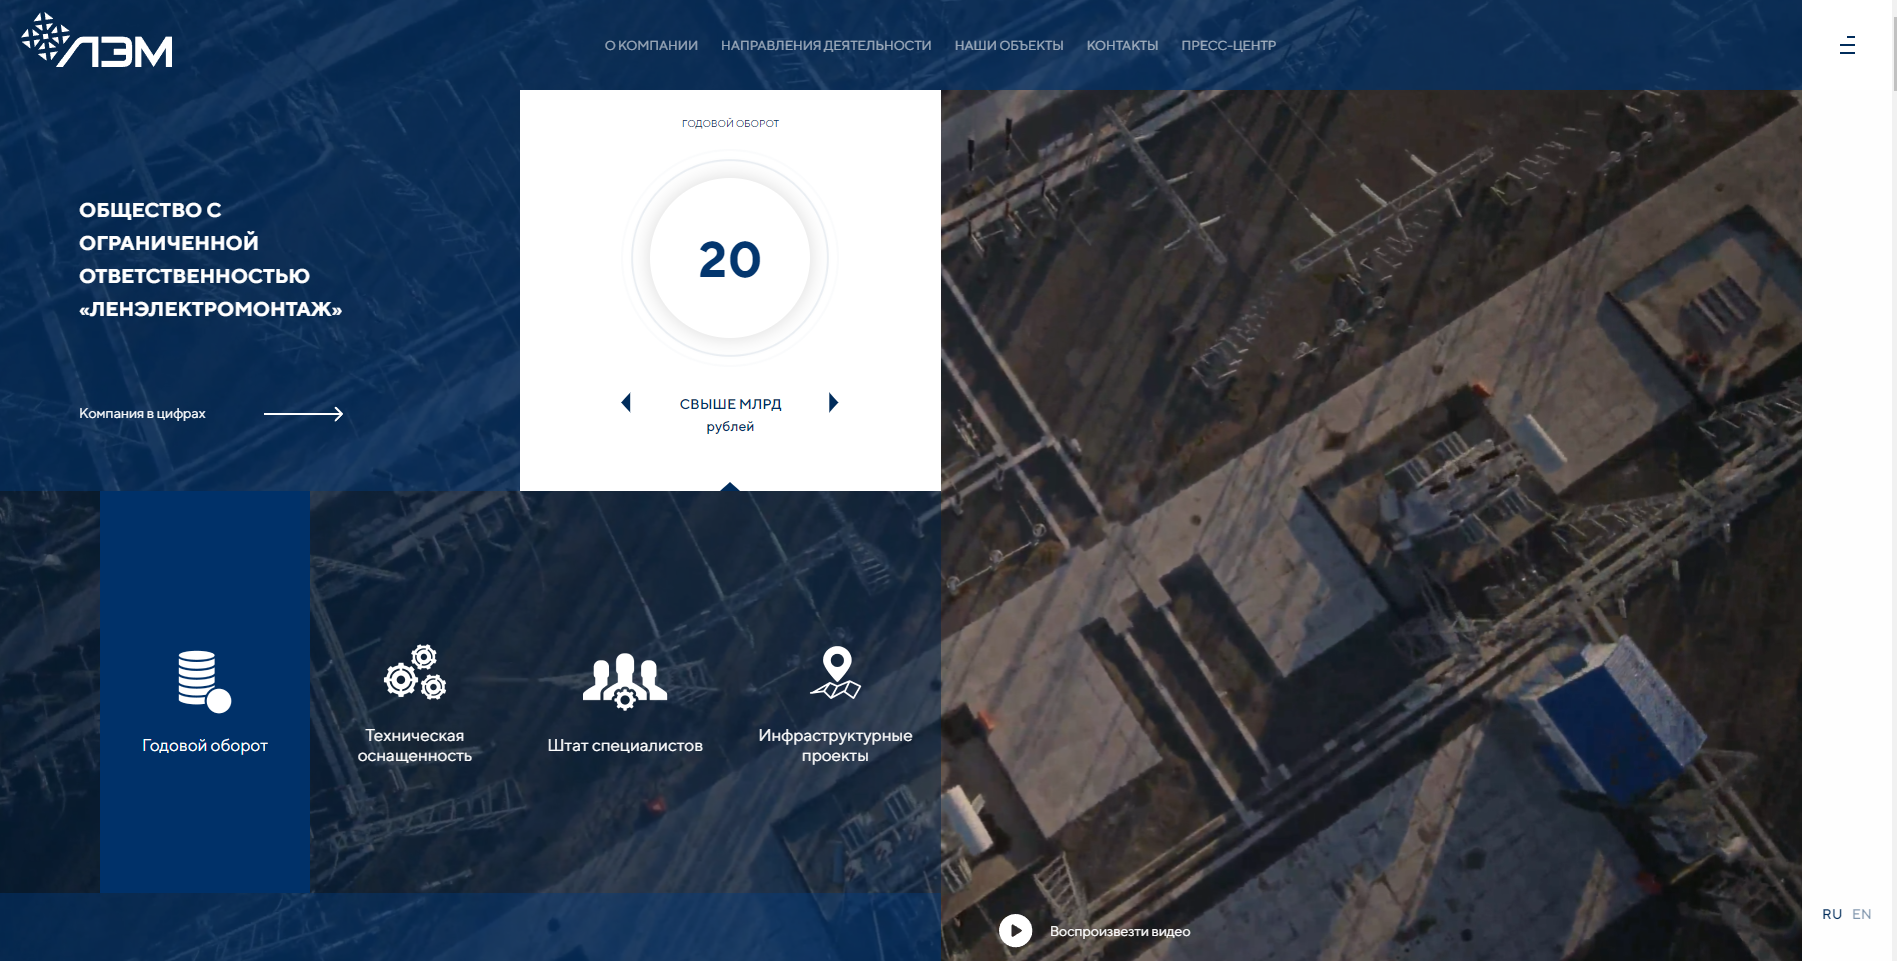 ЛЭМ
О КОМПАНИИ НАПРАВЛЕНИЯ ДЕЯТЕЛЬНОСТИ НАШИ ОБЪЕКТЫ КОНТАКТЫ ПРЕСС-ЦЕНТР
ОБЩЕСТВО С
ОГРАНИЧЕННОЙ
ОТВЕТСТВЕННОСТЬЮ
«ЛЕНЭЛЕКТРОМОНТАЖ»
Компания в цифрах
ГОДОВОЙ ОБОРОТ
20
СВЫШЕ МЛРД
рублей
Годовой оборот
Техническая
оснащенность
Штат специалистов
Инфраструктурные
проекты
Воспроизвезти видео
RU EN